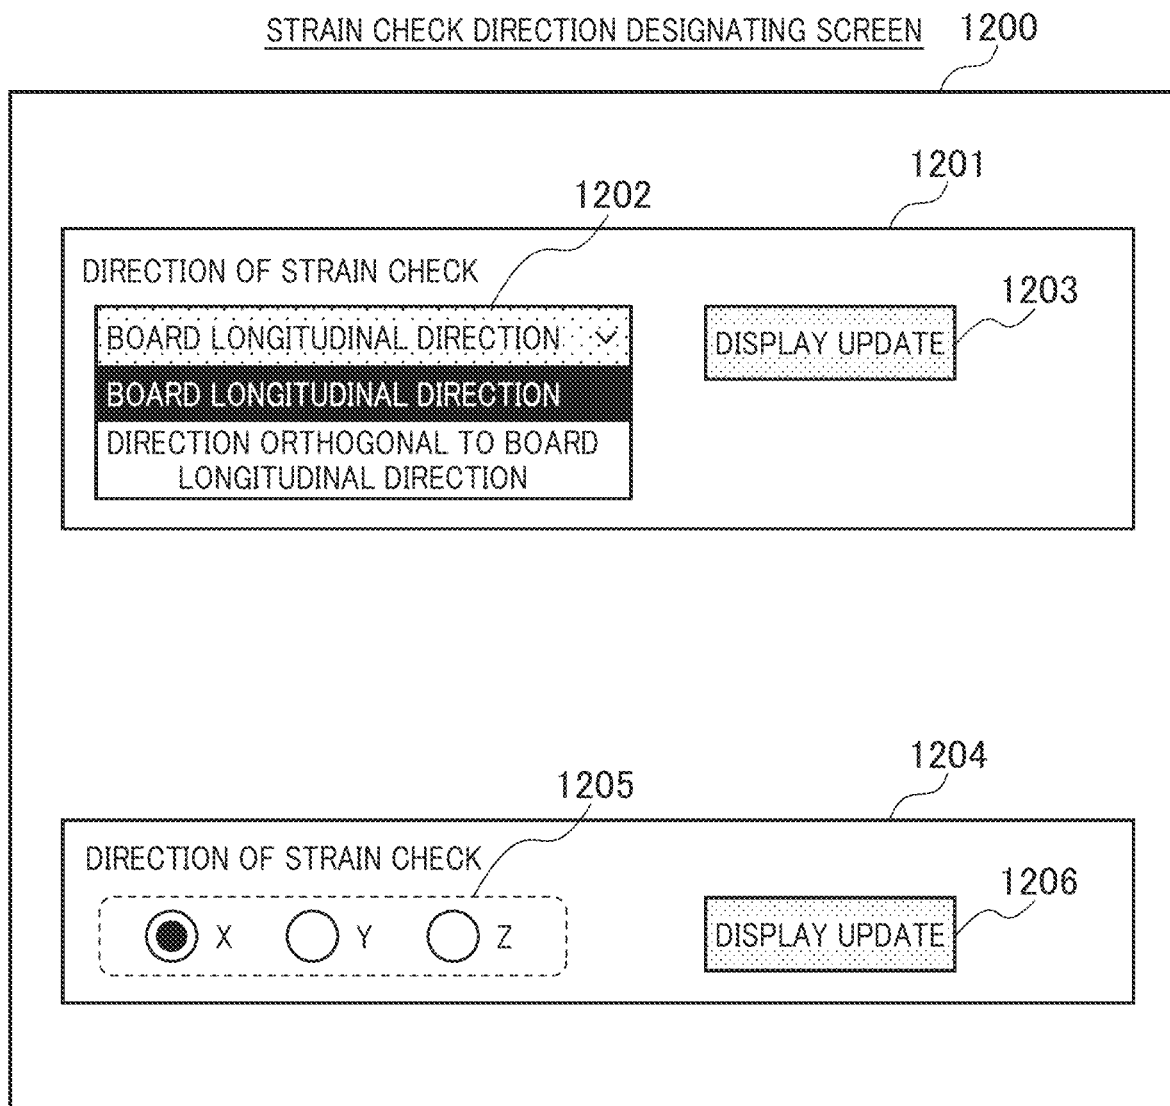 STRAIN CHECK DIRECTION DESIGNATING SCREEN
1200
1201
1202
DIRECTION OF STRAIN CHECK
1203
BOARD LONGITUDINAL DIRECTION
DISPLAY UPDATE
BOARD LONGITUDINAL DIRECTION
DIRECTION ORTHOGONAL TO BOARD
LONGITUDINAL DIRECTION
1204
1205
DIRECTION OF STRAIN CHECK
1206
X Y Z
DISPLAY UPDATE